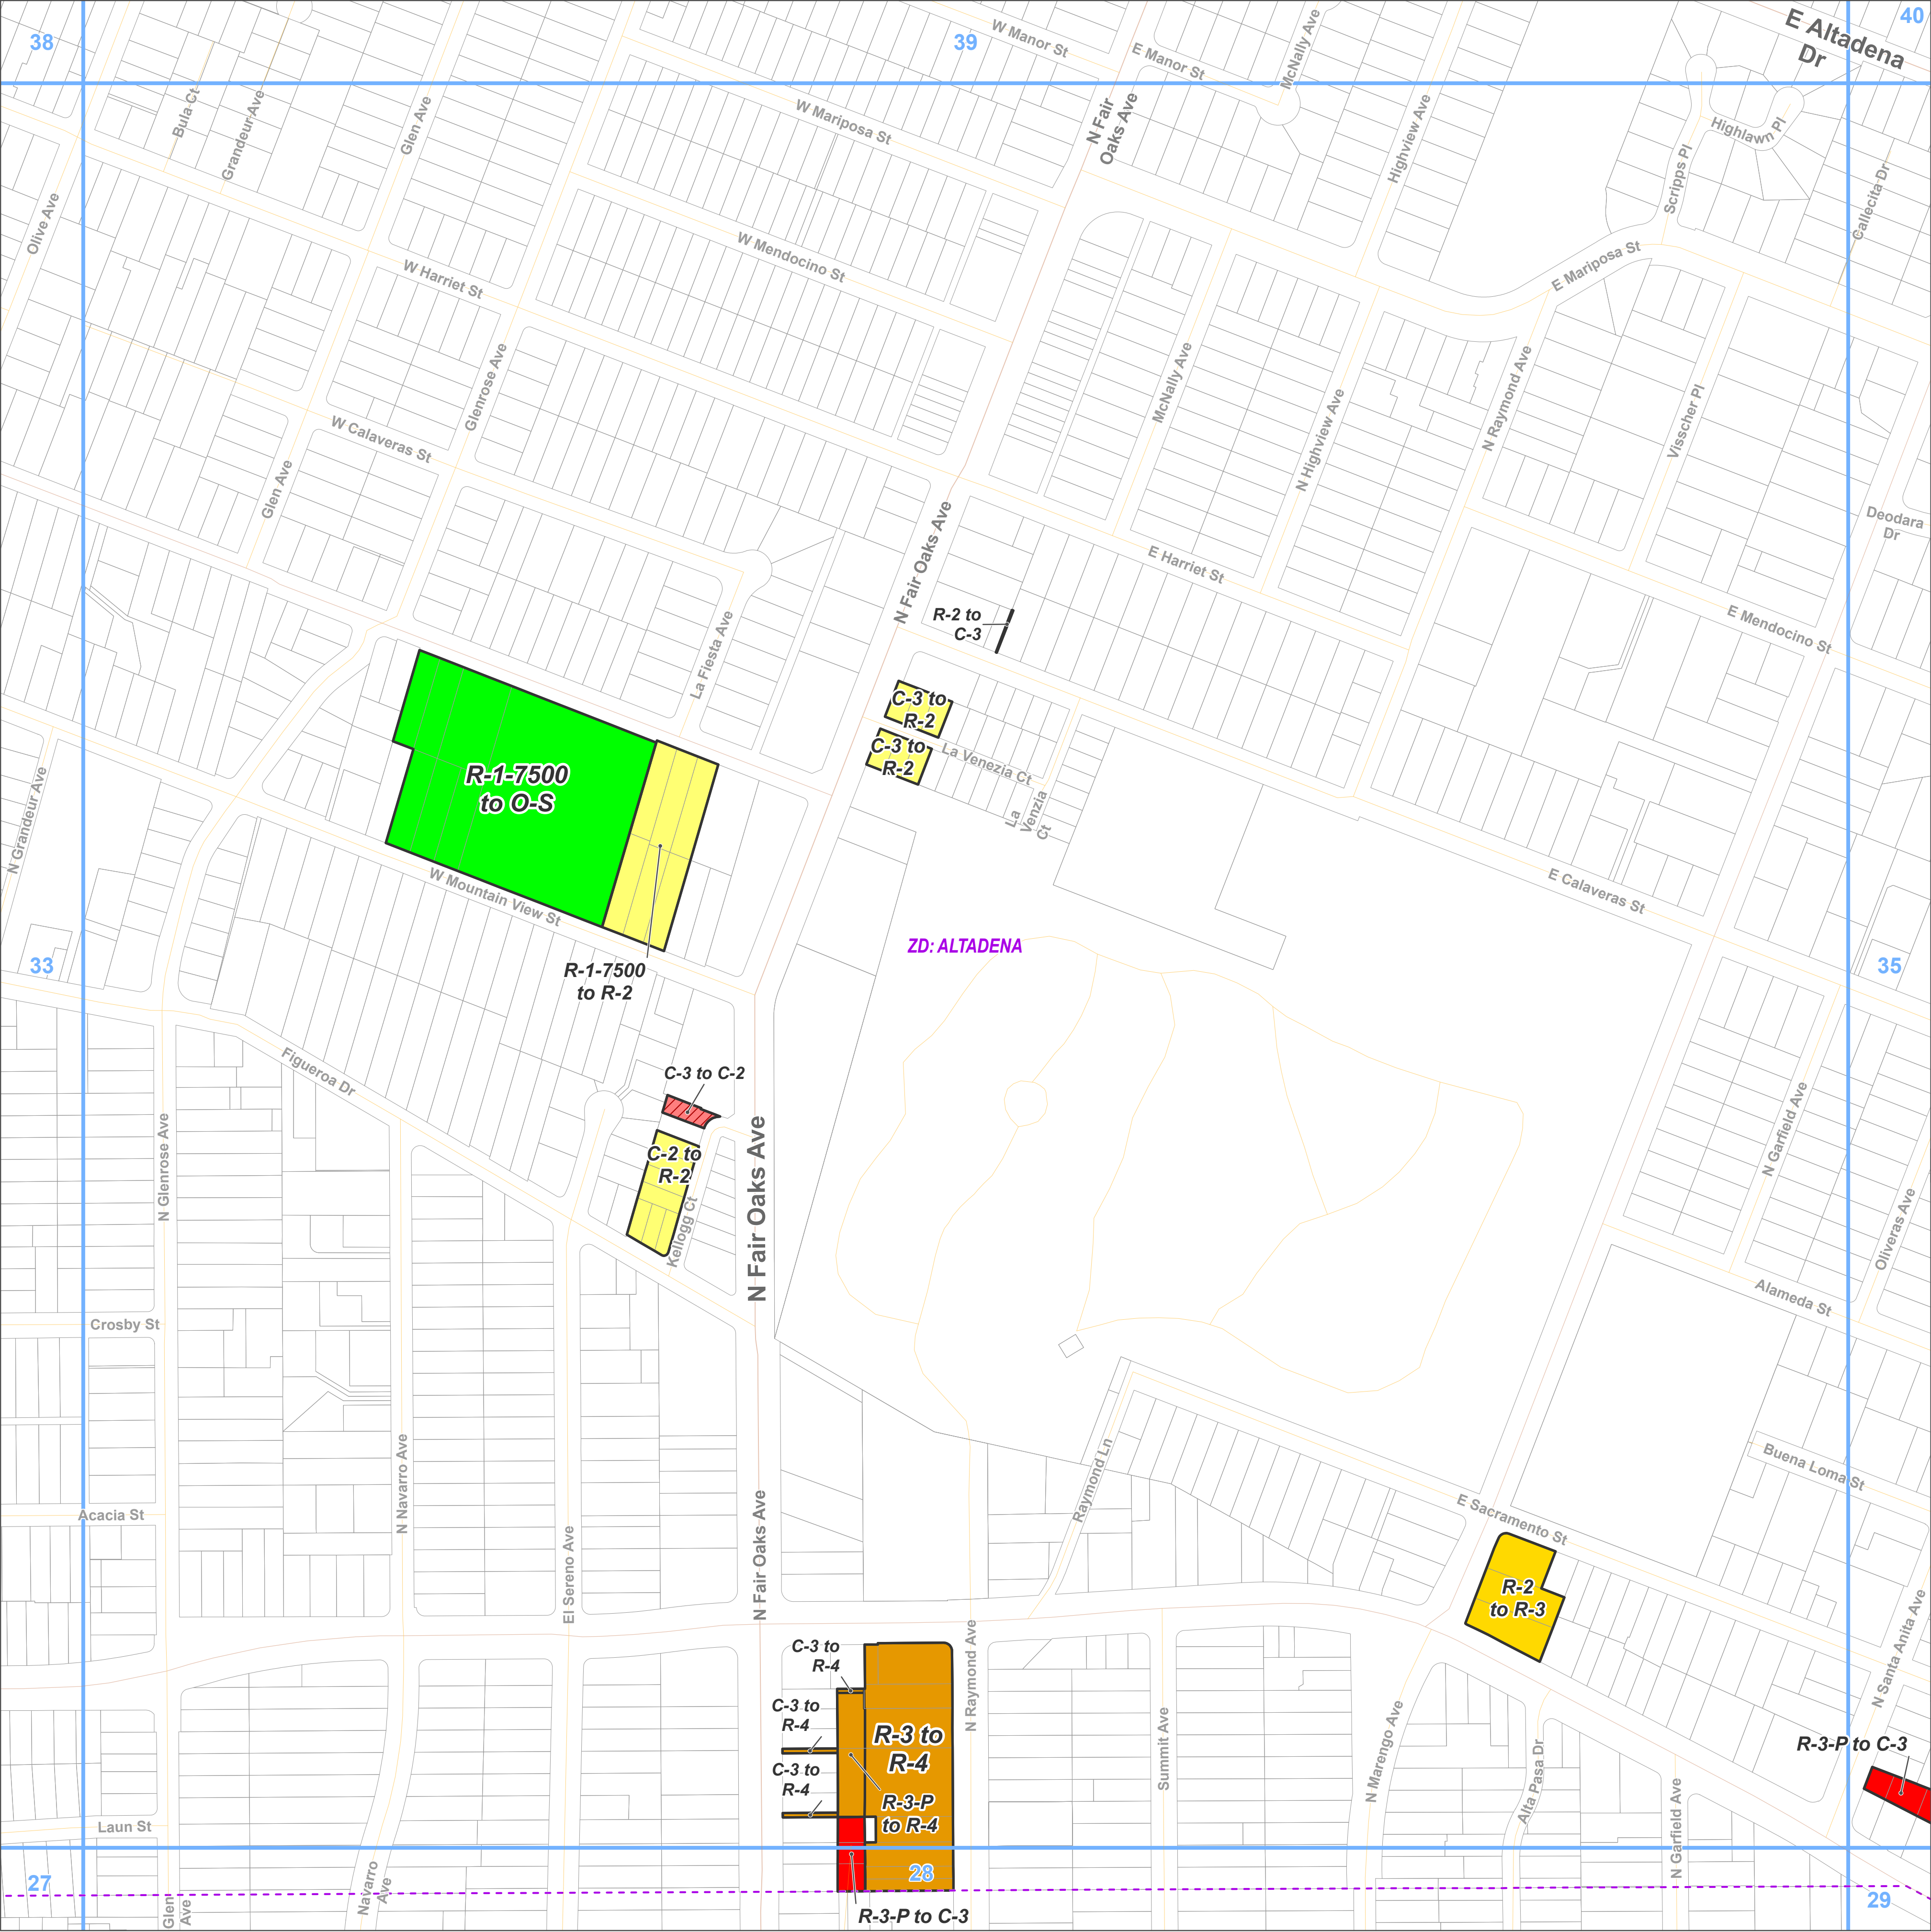 38
39
40
E Altadena
Dr
W Manor St
E Manor St
McNally Ave
Bula Ct
Grandeur Ave
Glen Ave
W Mariposa St
N Fair
Oaks Ave
Highview Ave
Highlawn Pl
Scripps Pl
Callecita Dr
Olive Ave
W Harriet St
W Mendocino St
E Mariposa St
Glenrose Ave
McNally Ave
N Highview Ave
N Raymond Ave
Visscher Pl
W Calaveras St
Glen Ave
N Fair Oaks Ave
E Harriet St
Deodara
Dr
R-2 to
C-3
E Mendocino St
La Fiesta Ave
C-3 to
R-2
C-3 to
R-2
La Venezia Ct
La
Venzia
Ct
R-1-7500
to O-S
N Grandeur Ave
W Mountain View St
E Calaveras St
ZD: ALTADENA
33
35
R-1-7500
to R-2
Figueroa Dr
C-3 to C-2
C-2 to
R-2
Kellogg Ct
N Glenrose Ave
N Fair Oaks Ave
N Garfield Ave
Oliveras Ave
Alameda St
Crosby St
Buena Loma St
Acacia St
N Navarro Ave
El Sereno Ave
N Fair Oaks Ave
Raymond Ln
E Sacramento St
R-2
to R-3
N Santa Anita Ave
C-3 to
R-4
C-3 to
R-4
C-3 to
R-4
R-3 to
R-4
R-3-P
to R-4
N Raymond Ave
Summit Ave
N Marengo Ave
Alta Pasa Dr
N Garfield Ave
R-3-P to C-3
Laun St
27
28
29
Glen
Ave
Navarro
Ave
R-3-P to C-3